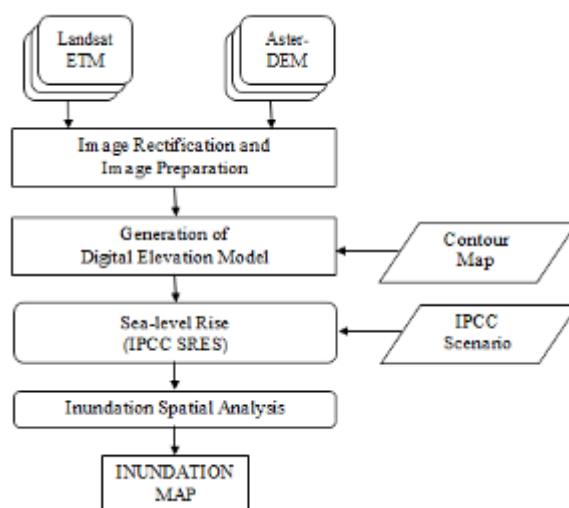 Landsat
ETM
Aster-
DEM
Image Rectification and
Image Preparation
Generation of
Digital Elevation Model
Contour
Map
Sea-level Rise
(IPCC SRES)
IPCC
Scenario
Inundation Spatial Analysis
INUNDATION
MAP